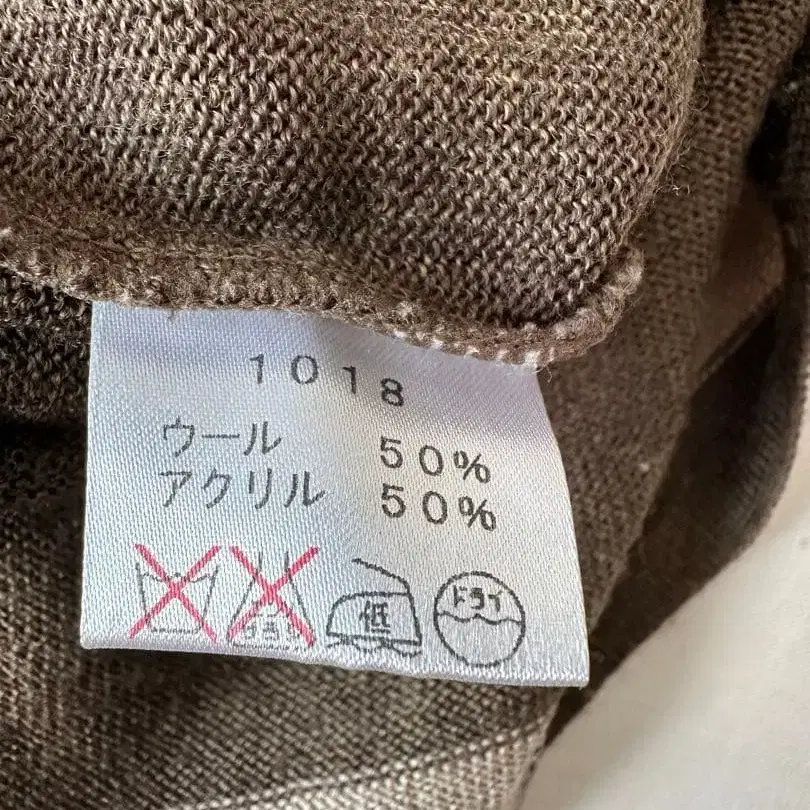 1018
ウール 50%
アクリル 50%
低 ドライ